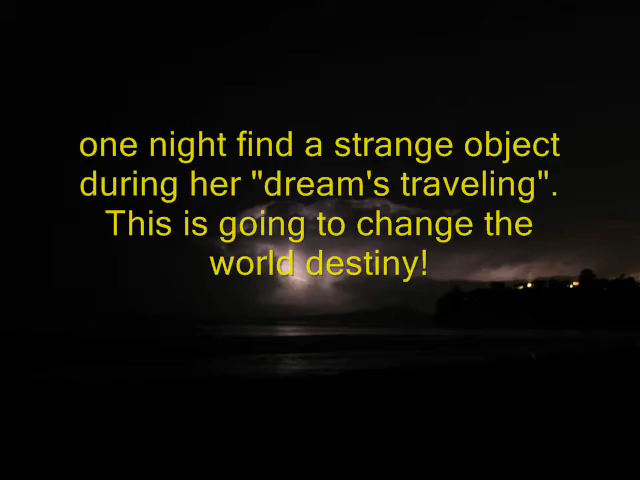 one night find a strange object
during her "dream's traveling".
This is going to change the
world destiny!